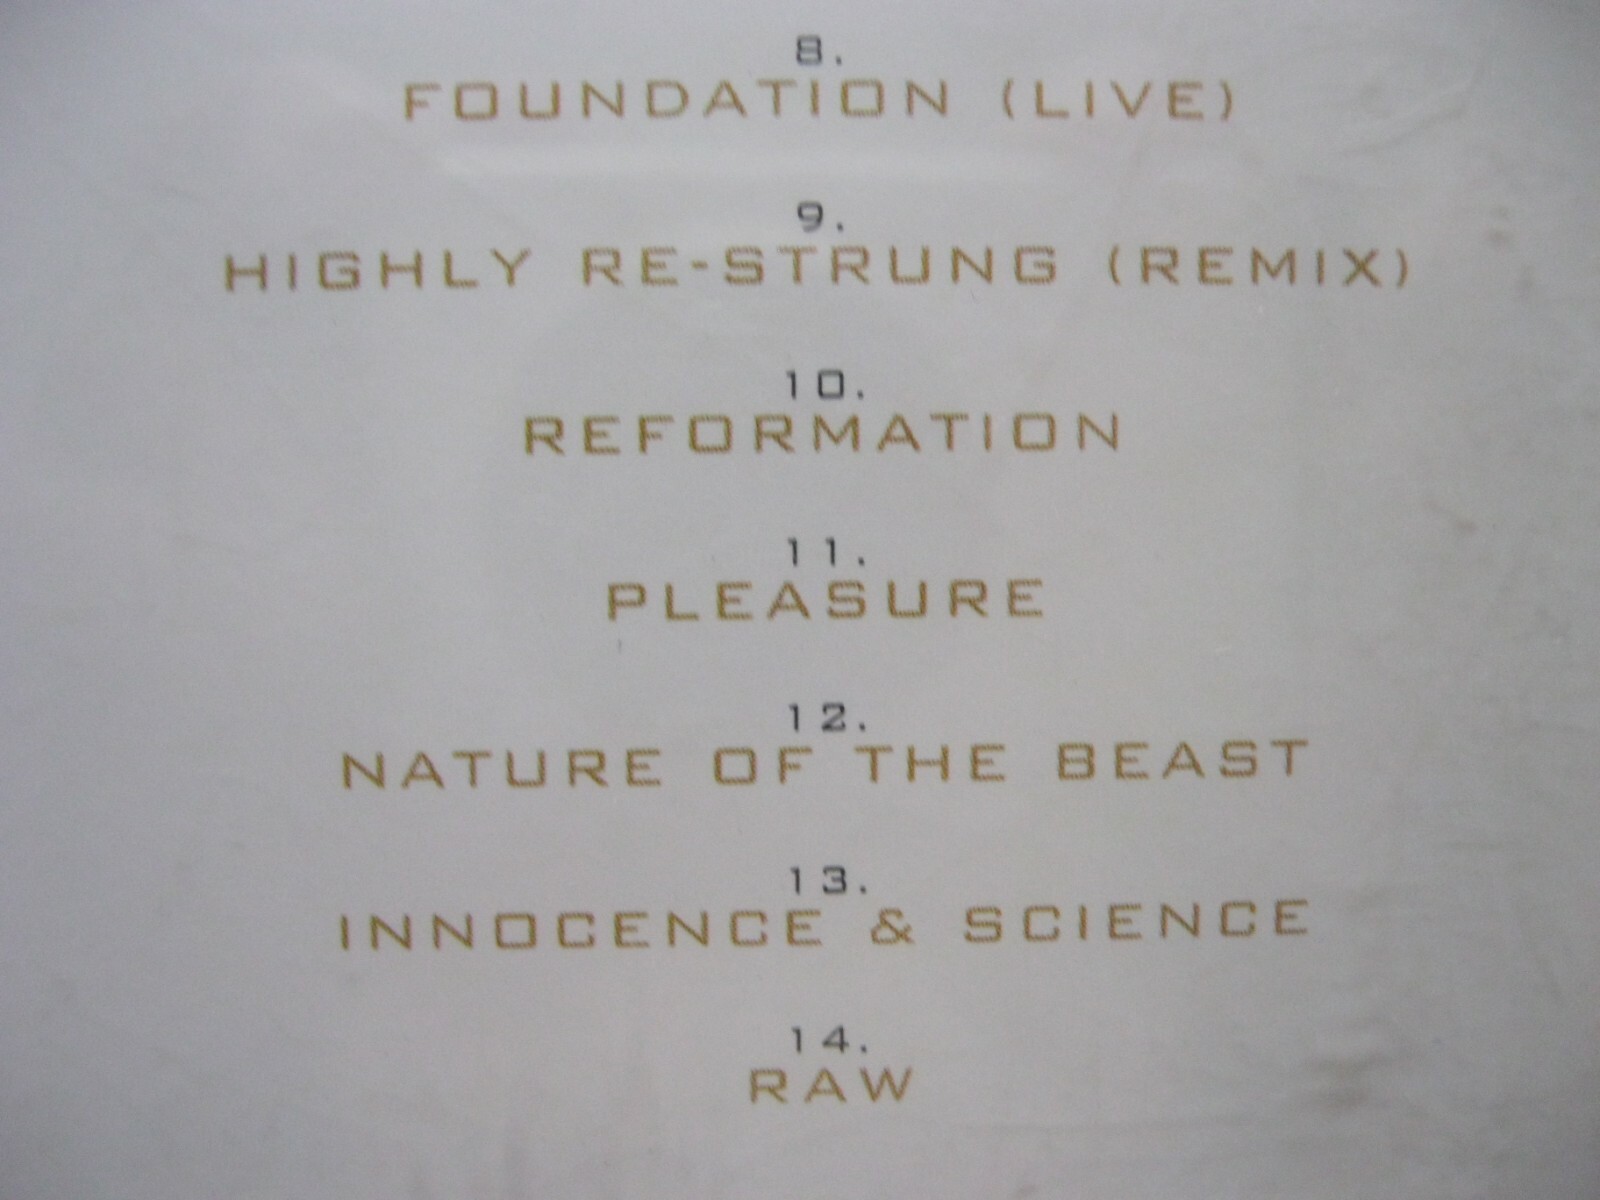 8.
FOUNDATION (LIVE)
9.
HIGHLY RE-STRUNG (REMIX)
10.
REFORMATION
11.
PLEASURE
12.
NATURE OF THE BEAST
13.
INNOCENCE & SCIENCE
14.
RAW